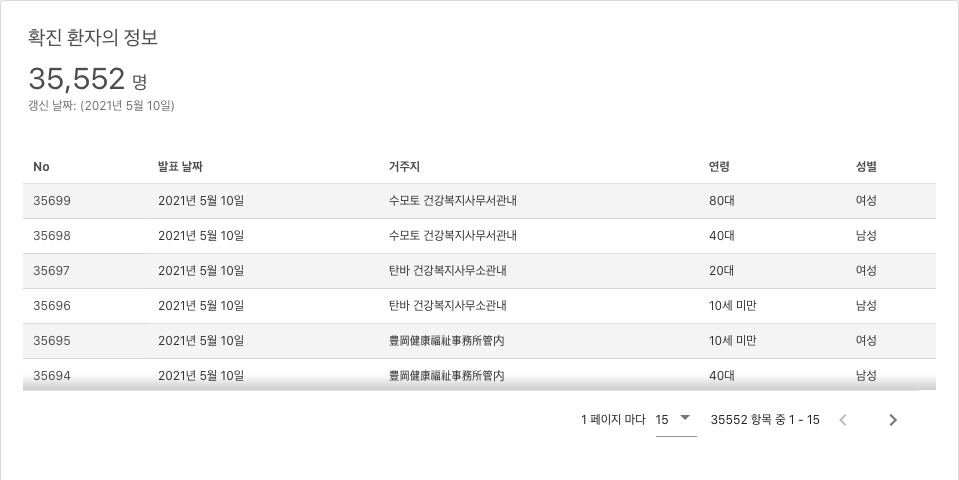 확진 환자의 정보
35,552 명
갱신 날짜: (2021년 5월 10일)
No 발표 날짜 거주지 연령 성별
35699 2021년 5월 10일 수모토 건강복지사무서관내 80대 여성
35698 2021년 5월 10일 수모토 건강복지사무서관내 40대 남성
35697 2021년 5월 10일 탄바 건강복지사무소관내 20대 여성
35696 2021년 5월 10일 탄바 건강복지사무소관내 10세 미만 남성
35695 2021년 5월 10일 豊岡健康福祉事務所管内 10세 미만 여성
35694 2021년 5월 10일 豊岡健康福祉事務所管内 40대 남성
1 페이지 마다 15 35552 항목 중 1 - 15